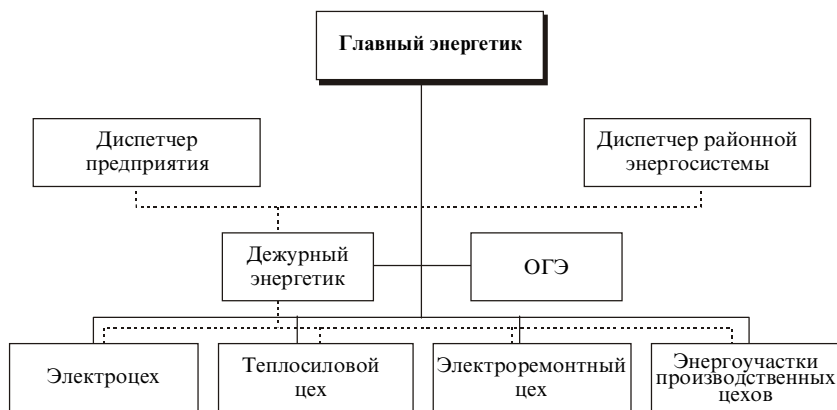 Главный энергетик
Диспетчер
предприятия
Диспетчер районной
энергосистемы
Дежурный
энергетик
ОГЭ
Электроцех
Теплосиловой
цех
Электроремонтный
цех
Энергоучастки
производственных
цехов